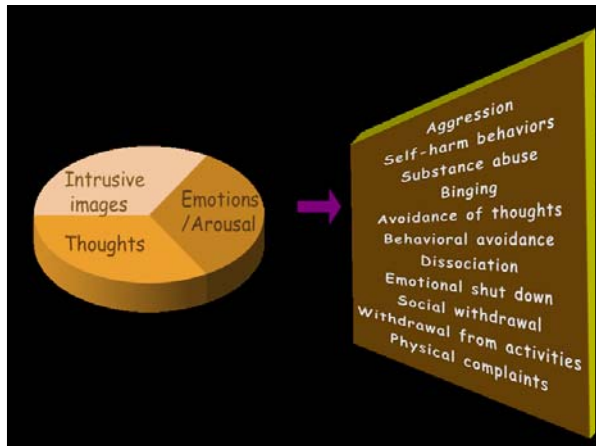 Intrusive
images
Emotions
/Arousal
Thoughts
Aggression
Self-harm behaviors
Substance abuse
Binging
Avoidance of thoughts
Behavioral avoidance
Dissociation
Emotional shut down
Social withdrawal
Withdrawal from activities
Physical complaints